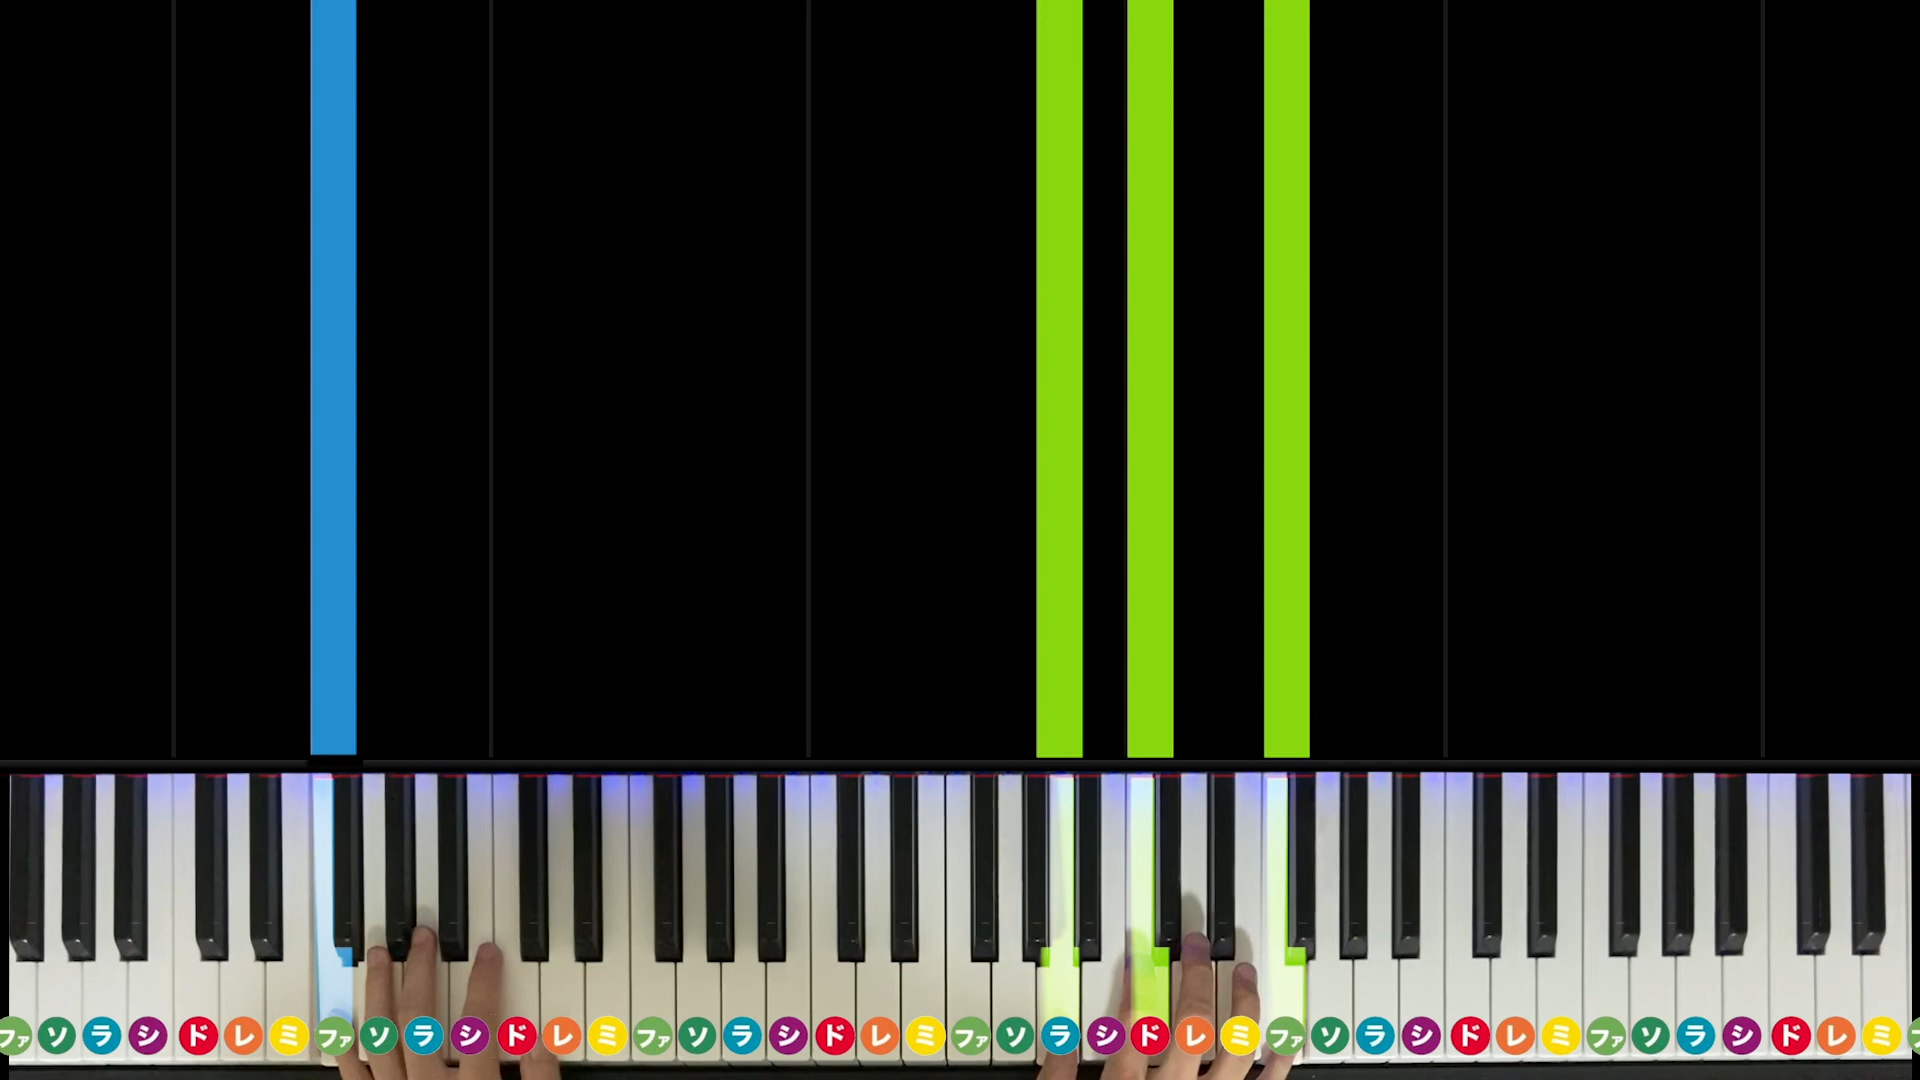 ファ ソ ラ シ ド レ ミ ファ ソ ラ シ ド レ ミ ファ ソ ラ シ ド レ ミ ファ ソ ラ シ ド レ ミ ファ ソ ラ シ ド レ ミ ファ ソ ラ シ ド レ ミ